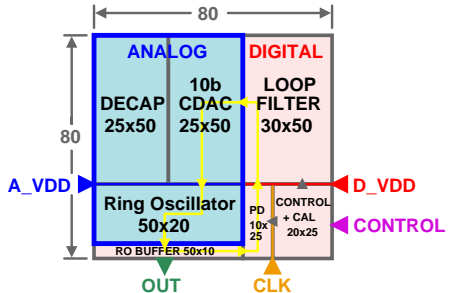 80
ANALOG
DIGITAL
DECAP
25x50
10b
CDAC
25x50
LOOP
FILTER
30x50
80
A_VDD
D_VDD
Ring Oscillator
50x20
PD
10x
25
CONTROL
+ CAL
20x25
CONTROL
RO BUFFER 50x10
OUT
CLK